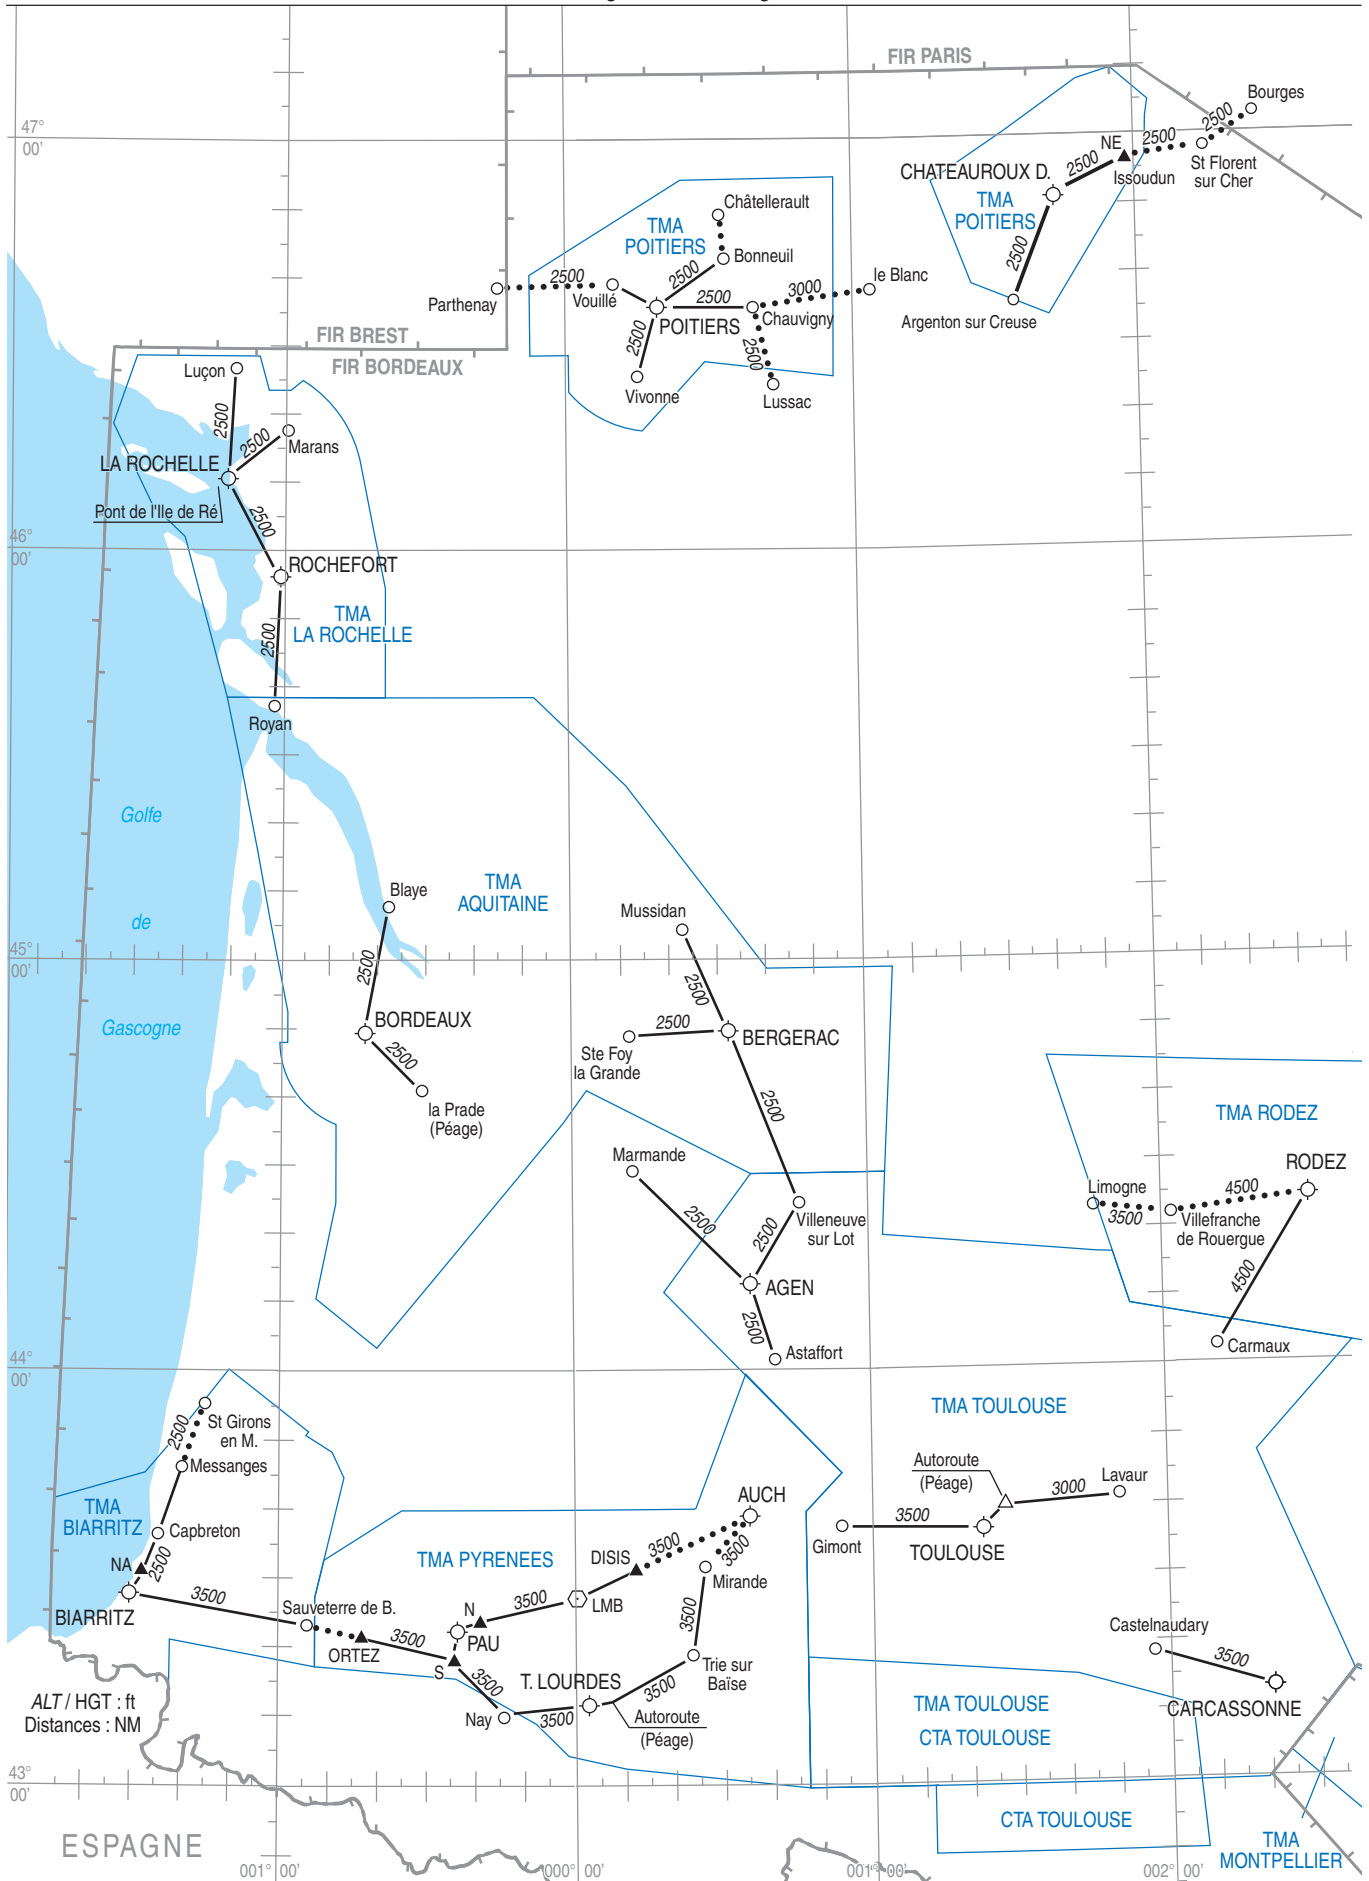 FIR PARIS
Bourges
2500
47°
00'
2500
NE
St Florent
sur Cher
2500
Issoudun
CHATEAUROUX D.
TMA
POITIERS
2500
Argenton sur Creuse
Châtellerault
TMA
POITIERS
Bonneuil
2500
2500
Parthenay
Vouillé
2500
3000
le Blanc
POITIERS
Chauvigny
2500
2500
Vivonne
Lussac
FIR BREST
FIR BORDEAUX
Luçon
2500
2500
Marans
LA ROCHELLE
Pont de l'Ile de Ré
2500
46°
00'
ROCHEFORT
TMA
LA ROCHELLE
2500
Royan
Golfe
de
Gascogne
TMA
AQUITAINE
Blaye
Mussidan
45°
00'
2500
2500
BORDEAUX
2500
BERGERAC
2500
Ste Foy
la Grande
la Prade
(Péage)
2500
TMA RODEZ
Marmande
RODEZ
Limogne
4500
3500
Villefranche
de Rouergue
2500
2500
Villeneuve
sur Lot
4500
AGEN
2500
Astaffort
Carmaux
44°
00'
TMA TOULOUSE
2500
St Girons
en M.
Messanges
Autoroute
(Péage)
Lavaur
3000
TMA
BIARRITZ
Capbreton
AUCH
3500
Gimont
TOULOUSE
NA
2500
TMA PYRENEES
DISIS
3500
3500
Mirande
3500
BIARRITZ
Sauveterre de B.
N
3500
LMB
3500
PAU
Castelnaudary
ORTEZ
3500
S
3500
T. LOURDES
3500
Trie sur
Baïse
3500
CARCASSONNE
ALT / HGT : ft
Distances : NM
Nay
3500
Autoroute
(Péage)
TMA TOULOUSE
CTA TOULOUSE
43°
00'
CTA TOULOUSE
ESPAGNE
TMA
MONTPELLIER
001° 00'
000° 00'
001° 00'
002° 00'